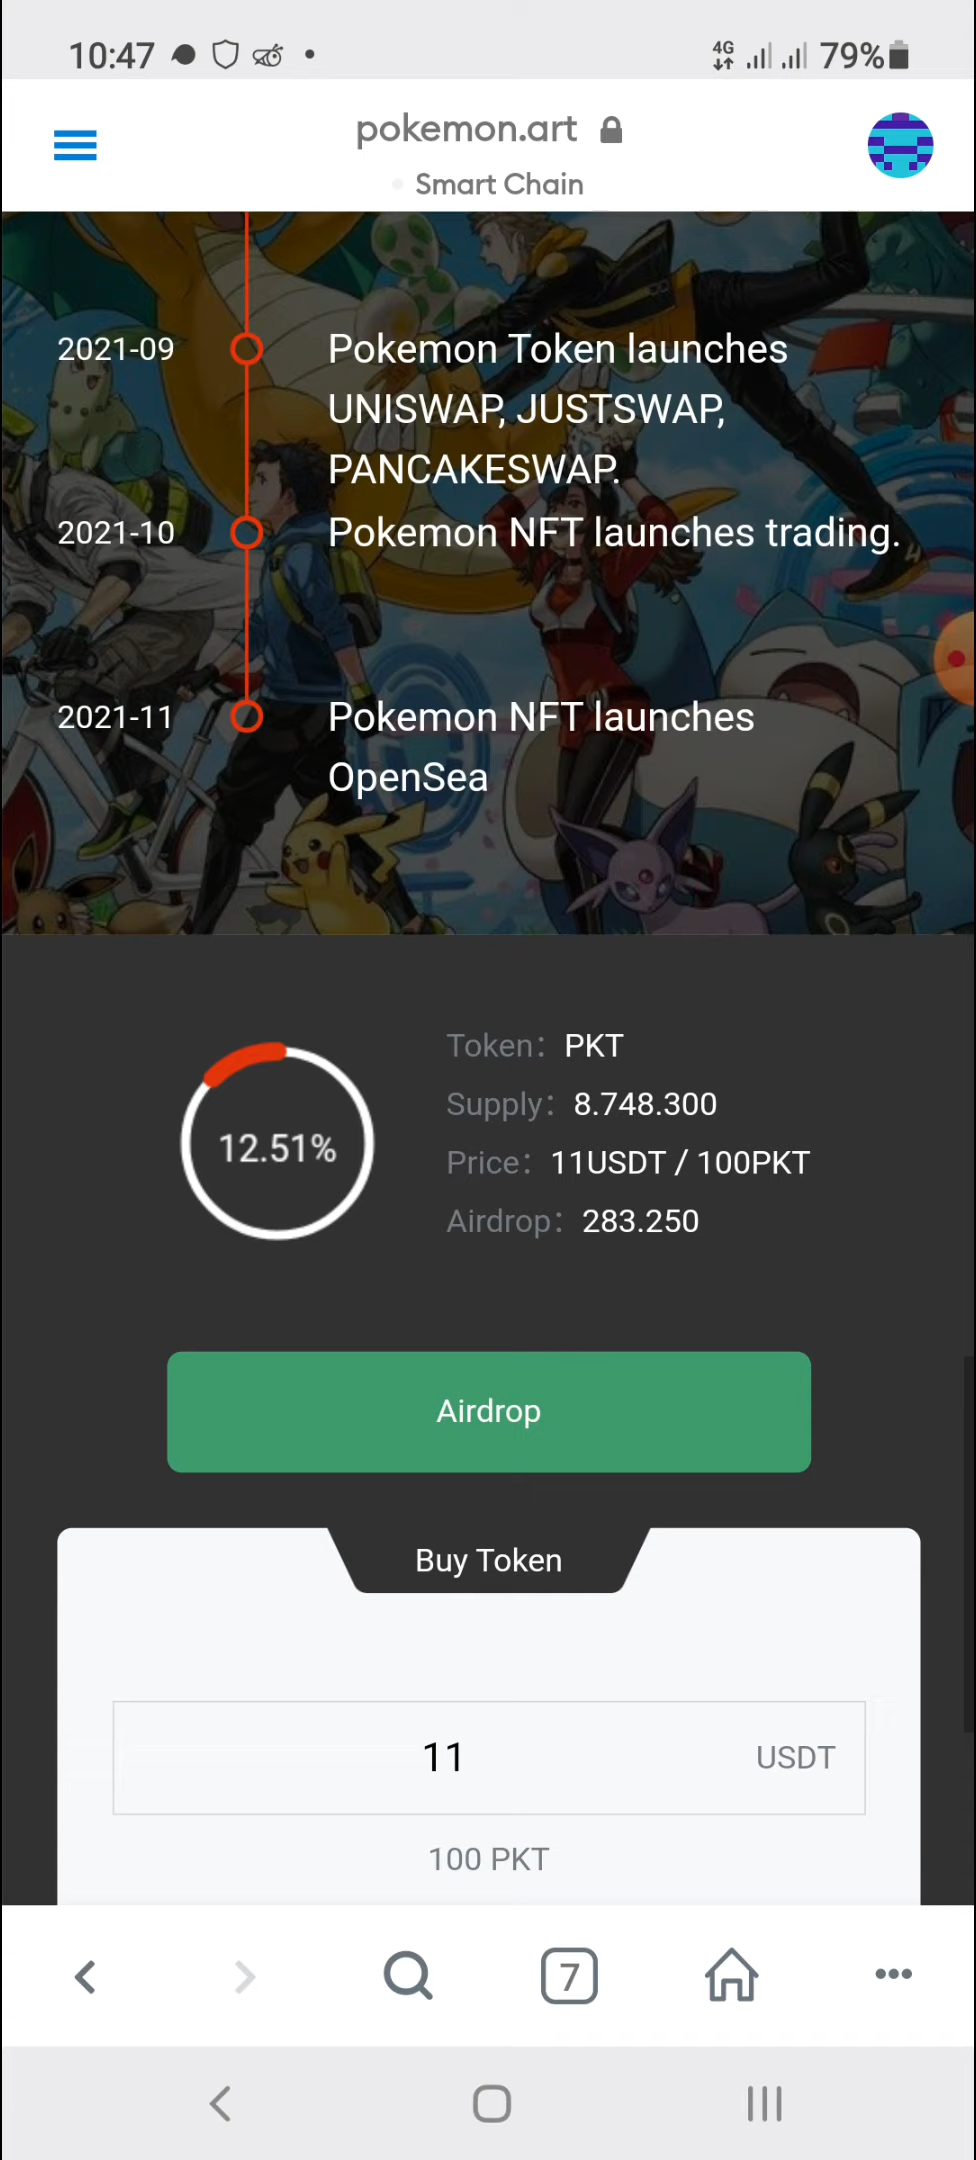 10:47
4G
79%
pokemon.art
Smart Chain
2021-09
Pokemon Token launches
UNISWAP, JUSTSWAP,
PANCAKESWAP.
2021-10
Pokemon NFT launches trading.
2021-11
Pokemon NFT launches
OpenSea
12.51%
Token: PKT
Supply: 8.748.300
Price: 11USDT / 100PKT
Airdrop: 283.250
Airdrop
Buy Token
11 USDT
100 PKT
7